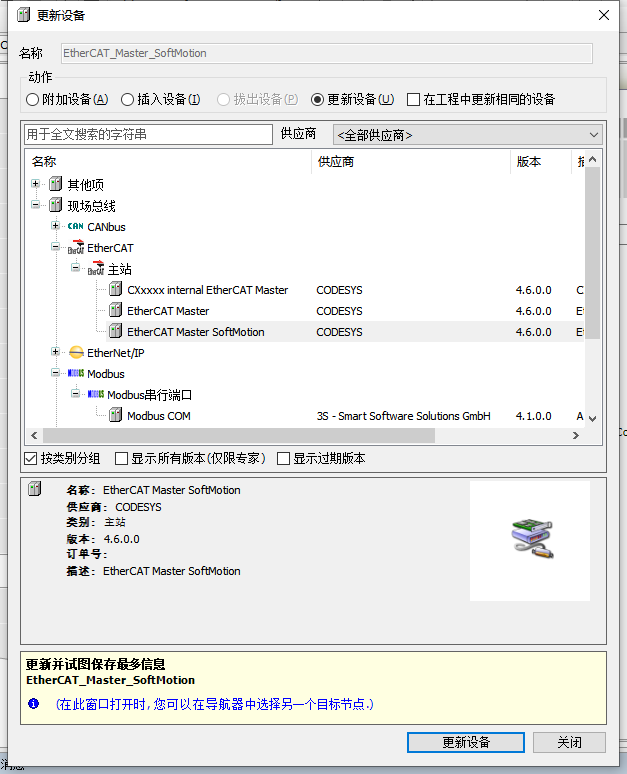 更新设备
名称 EtherCAT_Master_SoftMotion
动作
附加设备(A) 插入设备(I) 拔出设备(P) 更新设备(U) 在工程中更新相同的设备
用于全文搜索的字符串 供应商 <全部供应商>
名称 供应商 版本
其他项
现场总线
CAN CANbus
EtherCAT
主站
CXxxxx internal EtherCAT Master CODESYS 4.6.0.0 C
EtherCAT Master CODESYS 4.6.0.0
EtherCAT Master SoftMotion CODESYS 4.6.0.0
EtherNet/IP
Modbus
Modbus串行端口
Modbus COM 3S - Smart Software Solutions GmbH 4.1.0.0 A
按类别分组 显示所有版本(仅限专家) 显示过期版本
名称: EtherCAT Master SoftMotion
供应商: CODESYS
类别: 主站
版本: 4.6.0.0
订单号:
描述: EtherCAT Master SoftMotion
更新并试图保存最多信息
EtherCAT_Master_SoftMotion
(在此窗口打开时,您可以在导航器中选择另一个目标节点.)
更新设备 关闭